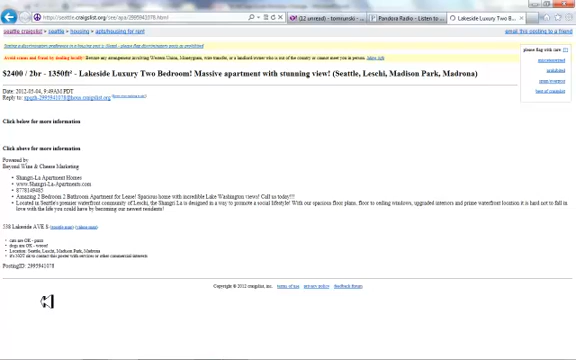 http://seattle.craigslist.org/see/apa/2995941078.html
(12 unread) - tommrunski -
Pandora Radio - Listen to
Lakeside Luxury Two B...
seattle craigslist > seattle > housing > apts/housing for rent
email this posting to a friend
please flag with care: [?]
miscategorized
prohibited
spam/overpost
best of craigslist
$2400 / 2br - 1350ft² - Lakeside Luxury Two Bedroom! Massive apartment with stunning view! (Seattle, Leschi, Madison Park, Madrona)
Date: 2012-05-04, 9:49AM PDT
Reply to:
Click below for more information
Click above for more information
Powered by
Beyond Wine & Cheese Marketing
• Shangri-La Apartment Homes
• www.Shangri-La-Apartments.com
• 8778149485
• Amazing 2 Bedroom 2 Bathroom Apartment for Lease! Spacious home with incredible Lake Washington views! Call us today!!!
• Located in Seattle's premier waterfront community of Leschi, the Shangri-La is designed in a way to promote a social lifestyle! With our spacious floor plans, floor to ceiling windows, upgraded interiors and prime waterfront location it is hard not to fall in
love with the life you could have by becoming our newest residents!
538 Lakeside AVE S (google map) (yahoo map)
• cats are OK - purrr
• dogs are OK - wooof
• Location: Seattle, Leschi, Madison Park, Madrona
• it's NOT ok to contact this poster with services or other commercial interests
PostingID: 2995941078
Copyright © 2012 craigslist, inc.
terms of use
privacy policy
feedback forum